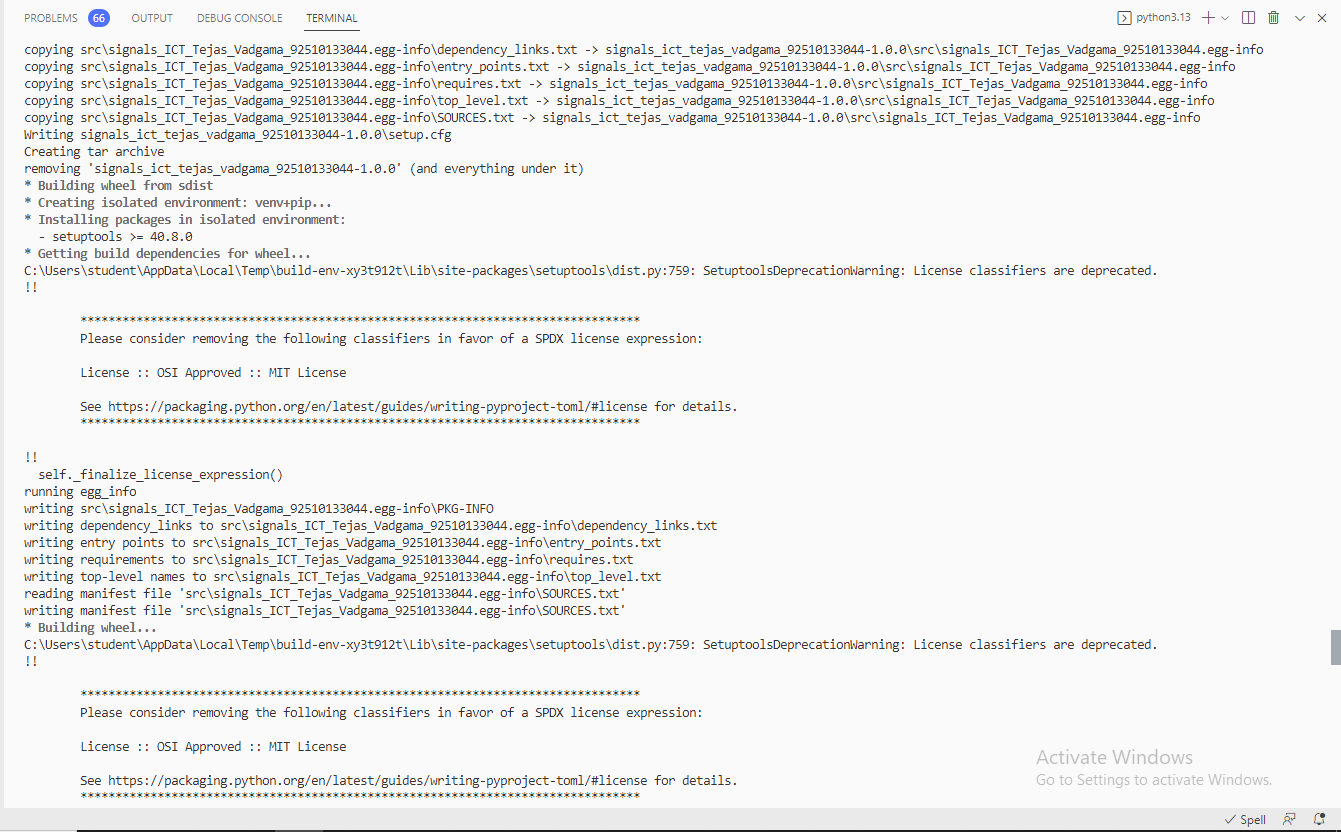 PROBLEMS 66 OUTPUT DEBUG CONSOLE TERMINAL python3.13
copying src\signals_ICT_Tejas_Vadgama_92510133044.egg-info\dependency_links.txt -> signals_ict_tejas_vadgama_92510133044-1.0.0\src\signals_ICT_Tejas_Vadgama_92510133044.egg-info
copying src\signals_ICT_Tejas_Vadgama_92510133044.egg-info\entry_points.txt -> signals_ict_tejas_vadgama_92510133044-1.0.0\src\signals_ICT_Tejas_Vadgama_92510133044.egg-info
copying src\signals_ICT_Tejas_Vadgama_92510133044.egg-info\requires.txt -> signals_ict_tejas_vadgama_92510133044-1.0.0\src\signals_ICT_Tejas_Vadgama_92510133044.egg-info
copying src\signals_ICT_Tejas_Vadgama_92510133044.egg-info\top_level.txt -> signals_ict_tejas_vadgama_92510133044-1.0.0\src\signals_ICT_Tejas_Vadgama_92510133044.egg-info
copying src\signals_ICT_Tejas_Vadgama_92510133044.egg-info\SOURCES.txt -> signals_ict_tejas_vadgama_92510133044-1.0.0\src\signals_ICT_Tejas_Vadgama_92510133044.egg-info
Writing signals_ict_tejas_vadgama_92510133044-1.0.0\setup.cfg
Creating tar archive
removing 'signals_ict_tejas_vadgama_92510133044-1.0.0' (and everything under it)
* Building wheel from sdist
* Creating isolated environment: venv+pip...
* Installing packages in isolated environment:
  - setuptools >= 40.8.0
* Getting build dependencies for wheel...
C:\Users\student\AppData\Local\Temp\build-env-xy3t912t\Lib\site-packages\setuptools\dist.py:759: SetuptoolsDeprecationWarning: License classifiers are deprecated.
!!
********************************************************************************
Please consider removing the following classifiers in favor of a SPDX license expression:
License :: OSI Approved :: MIT License
See https://packaging.python.org/en/latest/guides/writing-pyproject-toml/#license for details.
********************************************************************************
!!
  self._finalize_license_expression()
running egg_info
writing src\signals_ICT_Tejas_Vadgama_92510133044.egg-info\PKG-INFO
writing dependency_links to src\signals_ICT_Tejas_Vadgama_92510133044.egg-info\dependency_links.txt
writing entry points to src\signals_ICT_Tejas_Vadgama_92510133044.egg-info\entry_points.txt
writing requirements to src\signals_ICT_Tejas_Vadgama_92510133044.egg-info\requires.txt
writing top-level names to src\signals_ICT_Tejas_Vadgama_92510133044.egg-info\top_level.txt
reading manifest file 'src\signals_ICT_Tejas_Vadgama_92510133044.egg-info\SOURCES.txt'
writing manifest file 'src\signals_ICT_Tejas_Vadgama_92510133044.egg-info\SOURCES.txt'
* Building wheel...
C:\Users\student\AppData\Local\Temp\build-env-xy3t912t\Lib\site-packages\setuptools\dist.py:759: SetuptoolsDeprecationWarning: License classifiers are deprecated.
!!
********************************************************************************
Please consider removing the following classifiers in favor of a SPDX license expression:
License :: OSI Approved :: MIT License
See https://packaging.python.org/en/latest/guides/writing-pyproject-toml/#license for details.
********************************************************************************
Activate Windows
Go to Settings to activate Windows.
Spell